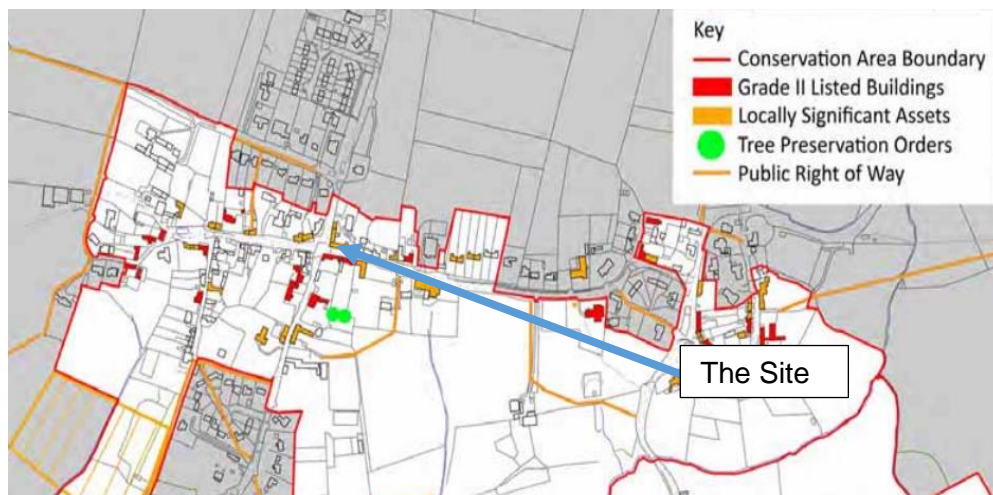 Key
Conservation Area Boundary
Grade II Listed Buildings
Locally Significant Assets
Tree Preservation Orders
Public Right of Way
The Site